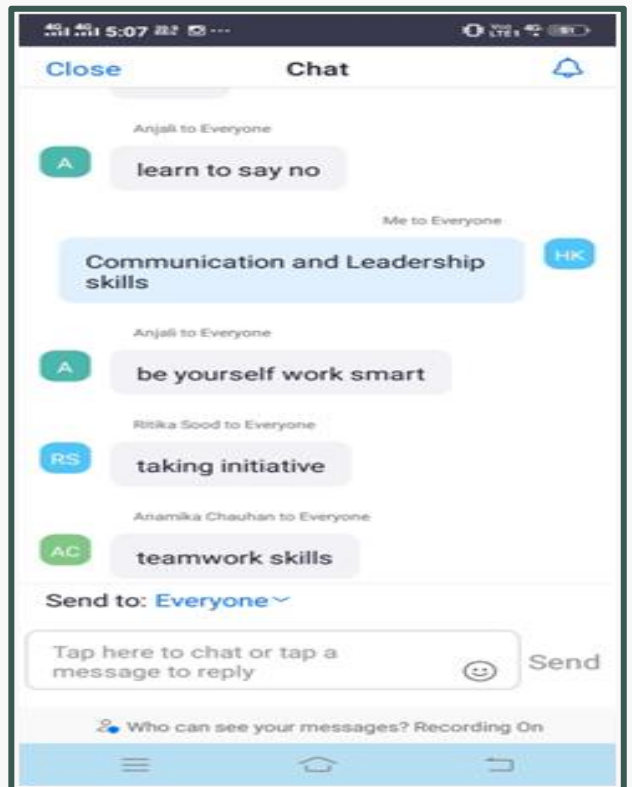 5:07
Close Chat
Anjali to Everyone
A
learn to say no
Me to Everyone
Communication and Leadership
skills
HK
Anjali to Everyone
A
be yourself work smart
Ritika Sood to Everyone
RS
taking initiative
Anamika Chauhan to Everyone
AC
teamwork skills
Send to: Everyone
Tap here to chat or tap a
message to reply
Send
Who can see your messages? Recording On